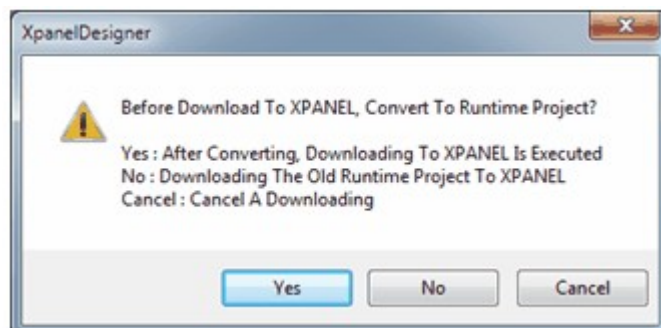 XpanelDesigner
Before Download To XPANEL, Convert To Runtime Project?
Yes : After Converting, Downloading To XPANEL Is Executed
No : Downloading The Old Runtime Project To XPANEL
Cancel : Cancel A Downloading
Yes No Cancel